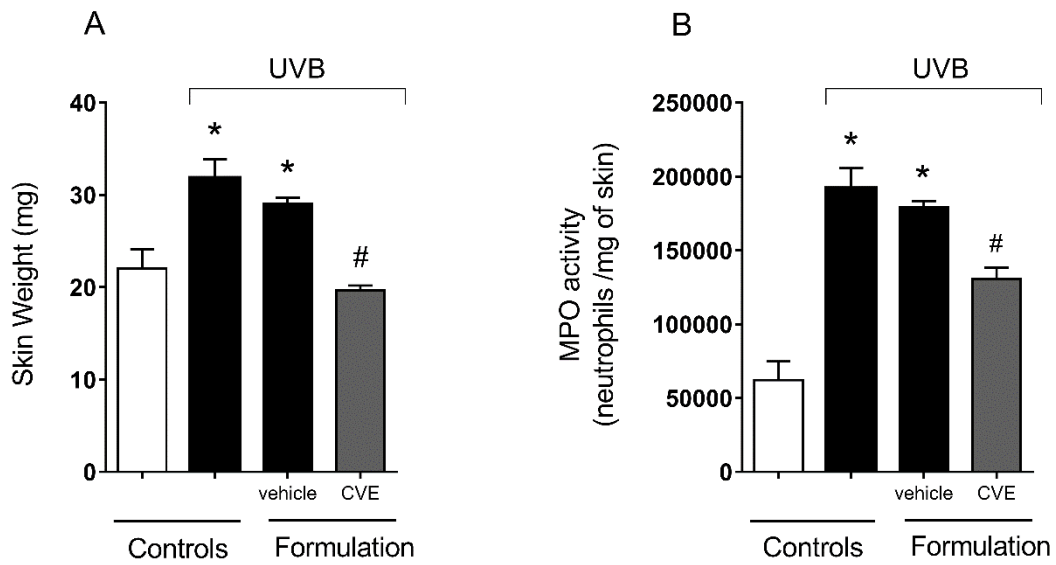 A
UVB
Skin Weight (mg)
40
30
20
10
0
*
*
#
vehicle
CVE
Controls
Formulation
B
UVB
MPO activity
(neutrophils /mg of skin)
250000
200000
150000
100000
50000
0
*
*
#
vehicle
CVE
Controls
Formulation